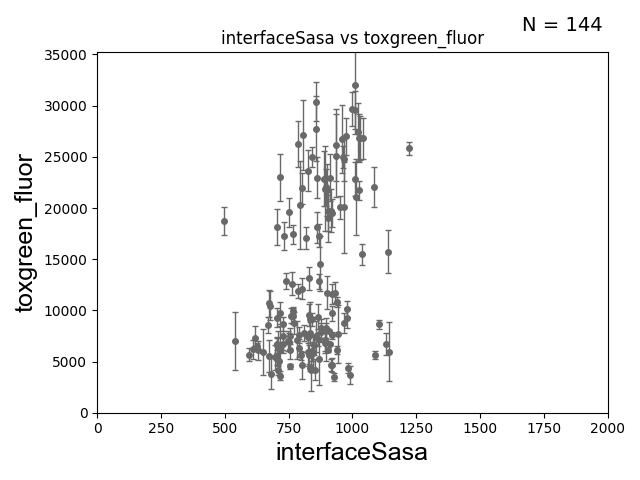 N = 144
interfaceSasa vs toxgreen_fluor
35000
30000
25000
20000
15000
10000
5000
0
toxgreen_fluor
0 250 500 750 1000 1250 1500 1750 2000
interfaceSasa